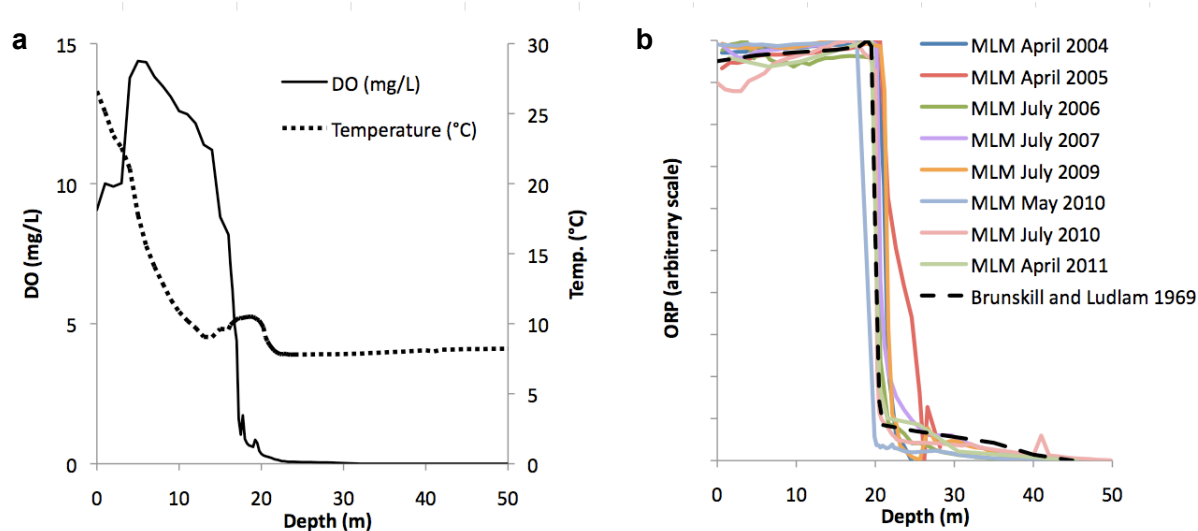 a
15
10
5
0
DO (mg/L)
30
25
20
15
10
5
0
Temp. (°C)
DO (mg/L)
Temperature (°C)
0 10 20 30 40 50
Depth (m)
b
ORP (arbitrary scale)
MLM April 2004
MLM April 2005
MLM July 2006
MLM July 2007
MLM July 2009
MLM May 2010
MLM July 2010
MLM April 2011
Brunskill and Ludlam 1969
0 10 20 30 40 50
Depth (m)